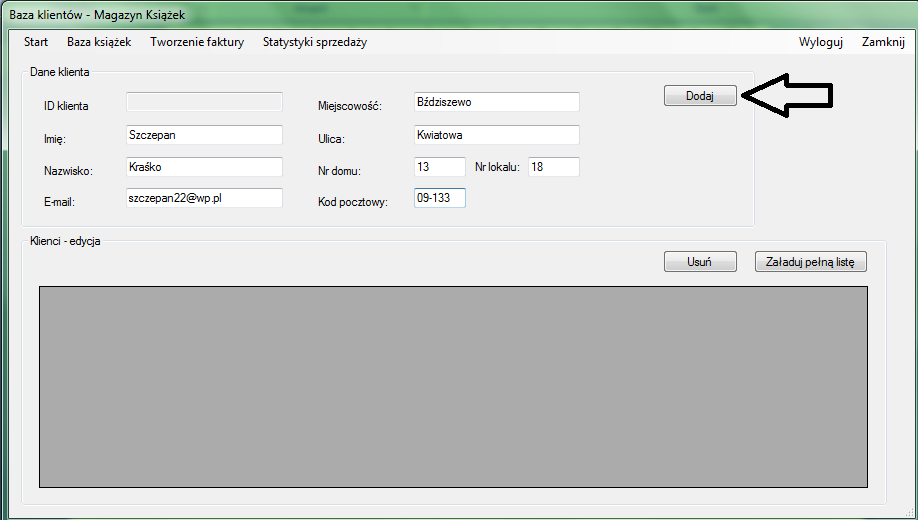 Baza klientów - Magazyn Książek
Start Baza książek Tworzenie faktury Statystyki sprzedaży Wyloguj Zamknij
Dane klienta
ID klienta Miejscowość: Bździszewo Dodaj
Imię: Szczepan Ulica: Kwiatowa
Nazwisko: Kraśko Nr domu: 13 Nr lokalu: 18
E-mail: szczepan22@wp.pl Kod pocztowy: 09-133
Klienci - edycja
Usuń Załaduj pełną listę